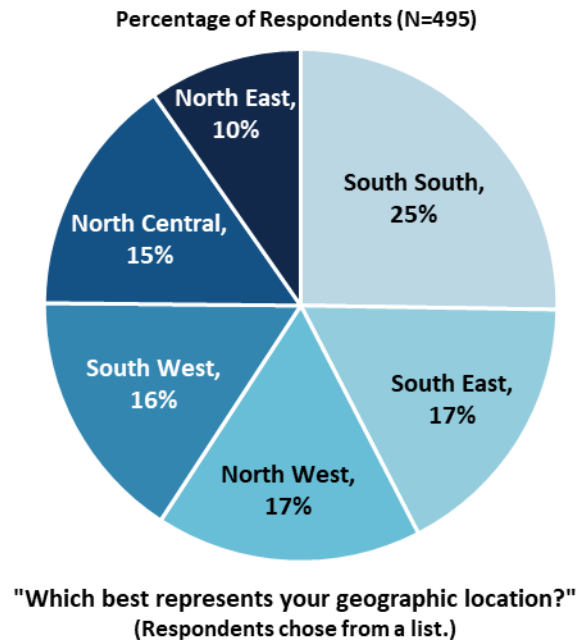 Percentage of Respondents (N=495)
North East,
10%
South South,
25%
North Central,
15%
South West,
16%
South East,
17%
North West,
17%
"Which best represents your geographic location?"
(Respondents chose from a list.)